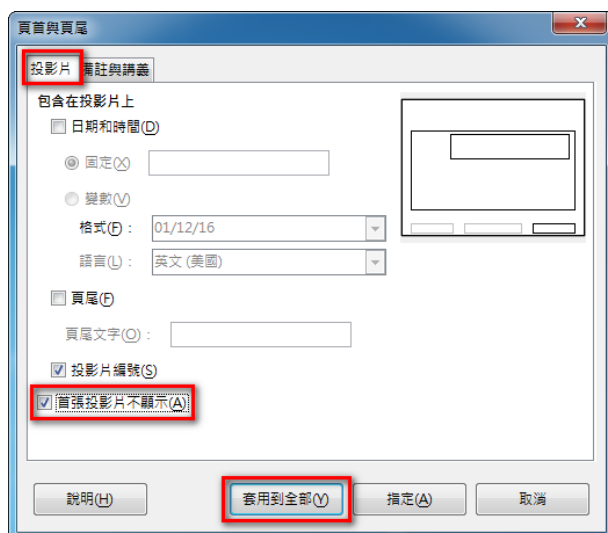 頁首與頁尾
投影片 備註與講義
包含在投影片上
日期和時間(D)
固定(X)
變數(V)
格式(F)： 01/12/16
語言(L)： 英文 (美國)
頁尾(F)
頁尾文字(O)：
投影片編號(S)
首張投影片不顯示(A)
說明(H) 套用到全部(Y) 指定(A) 取消